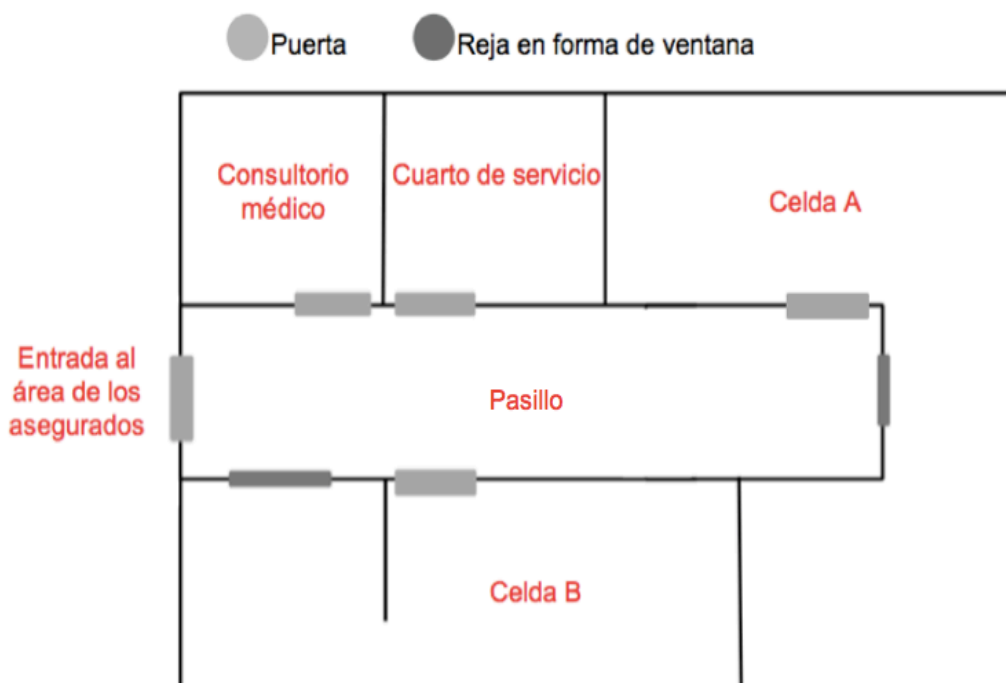 Puerta
Reja en forma de ventana
Consultorio
médico
Cuarto de servicio
Celda A
Entrada al
área de los
asegurados
Pasillo
Celda B